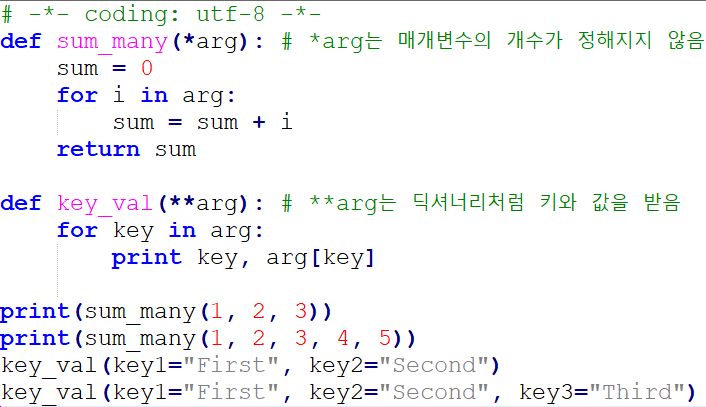 # -*- coding: utf-8 -*-
def sum_many(*arg): # *arg는 매개변수의 개수가 정해지지 않음
    sum = 0
    for i in arg:
        sum = sum + i
    return sum

def key_val(**arg): # **arg는 딕셔너리처럼 키와 값을 받음
    for key in arg:
        print key, arg[key]

print(sum_many(1, 2, 3))
print(sum_many(1, 2, 3, 4, 5))
key_val(key1="First", key2="Second")
key_val(key1="First", key2="Second", key3="Third")